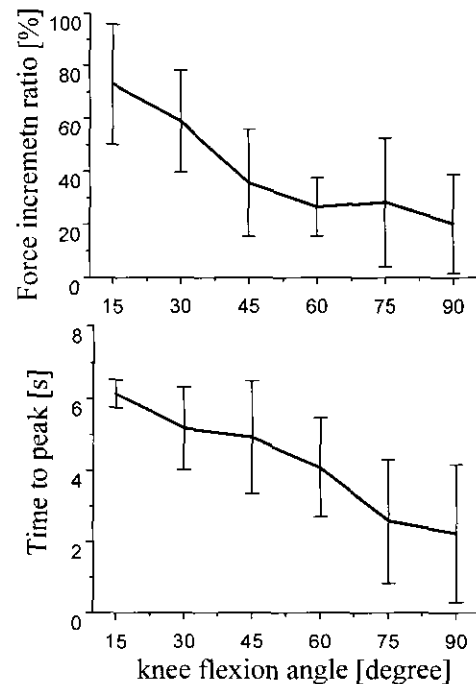 Force incremetn ratio [%]
100
80
60
40
20
0
15 30 45 60 75 90
Time to peak [s]
8
6
4
2
0
15 30 45 60 75 90
knee flexion angle [degree]